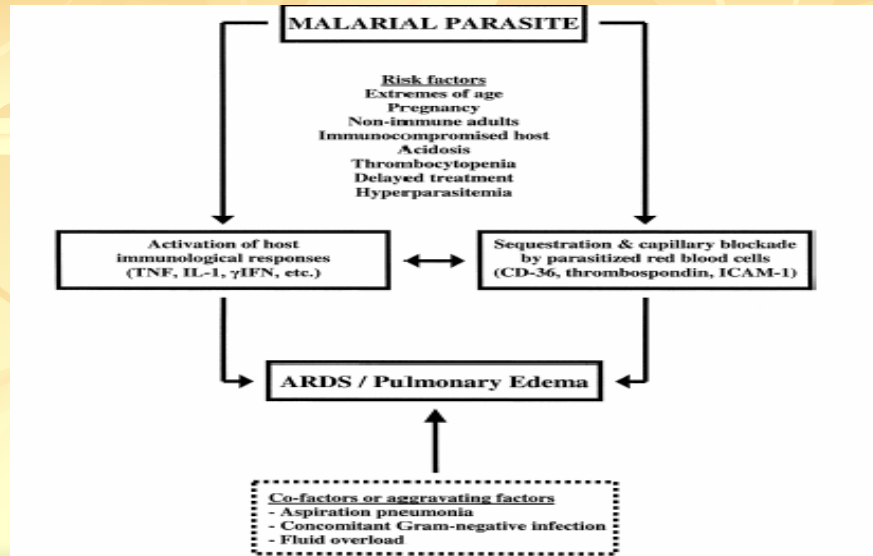 MALARIAL PARASITE
Risk factors
Extremes of age
Pregnancy
Non-immune adults
Immunocompromised host
Acidosis
Thrombocytopenia
Delayed treatment
Hyperparasitemia
Activation of host
immunological responses
(TNF, IL-1, γIFN, etc.)
Sequestration & capillary blockade
by parasitized red blood cells
(CD-36, thrombospondin, ICAM-1)
ARDS / Pulmonary Edema
Co-factors or aggravating factors
- Aspiration pneumonia
- Concomitant Gram-negative infection
- Fluid overload